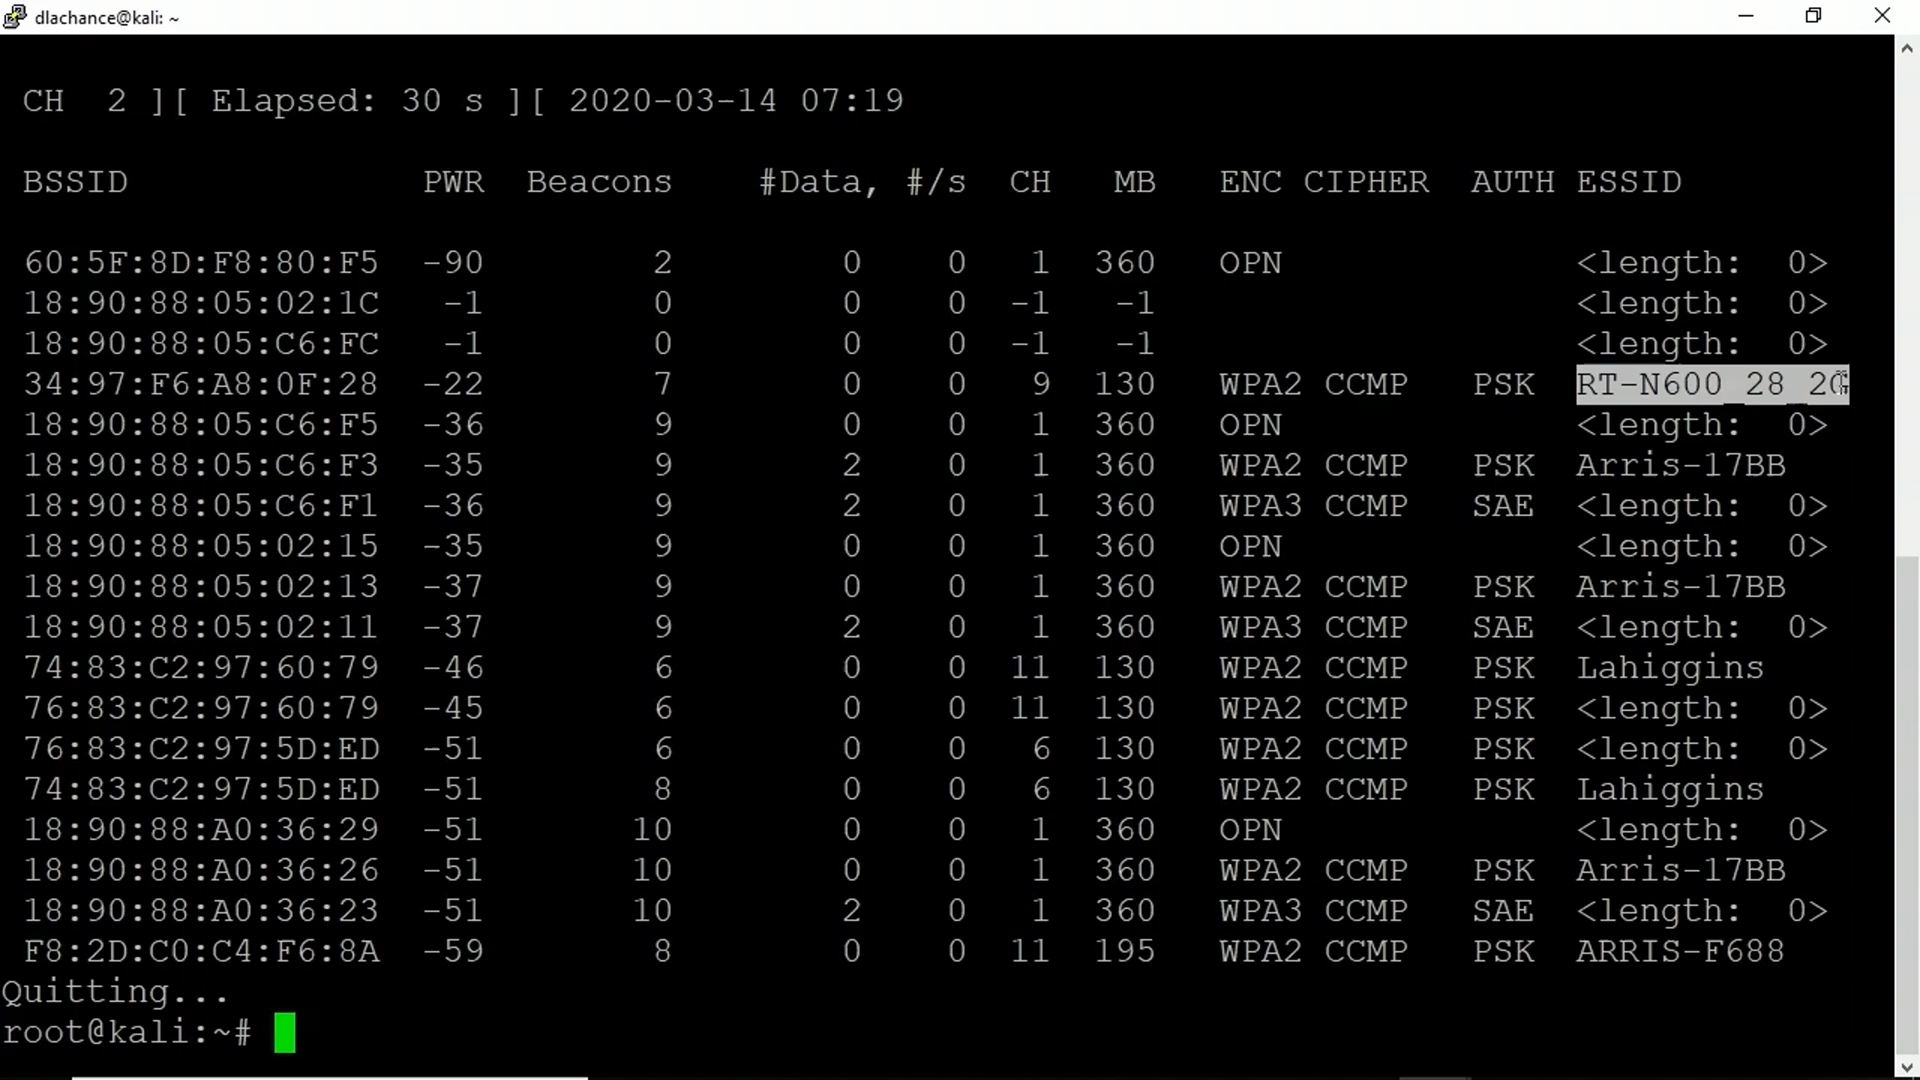 dlachance@kali: ~
CH 2 ][ Elapsed: 30 s ][ 2020-03-14 07:19
BSSID PWR Beacons #Data, #/s CH MB ENC CIPHER AUTH ESSID
60:5F:8D:F8:80:F5 -90 2 0 0 1 360 OPN <length: 0>
18:90:88:05:02:1C -1 0 0 0 -1 -1 <length: 0>
18:90:88:05:C6:FC -1 0 0 0 -1 -1 <length: 0>
34:97:F6:A8:0F:28 -22 7 0 0 9 130 WPA2 CCMP PSK RT-N600_28_2G
18:90:88:05:C6:F5 -36 9 0 0 1 360 OPN <length: 0>
18:90:88:05:C6:F3 -35 9 2 0 1 360 WPA2 CCMP PSK Arris-17BB
18:90:88:05:C6:F1 -36 9 2 0 1 360 WPA3 CCMP SAE <length: 0>
18:90:88:05:02:15 -35 9 0 0 1 360 OPN <length: 0>
18:90:88:05:02:13 -37 9 0 0 1 360 WPA2 CCMP PSK Arris-17BB
18:90:88:05:02:11 -37 9 2 0 1 360 WPA3 CCMP SAE <length: 0>
74:83:C2:97:60:79 -46 6 0 0 11 130 WPA2 CCMP PSK Lahiggins
76:83:C2:97:60:79 -45 6 0 0 11 130 WPA2 CCMP PSK <length: 0>
76:83:C2:97:5D:ED -51 6 0 0 6 130 WPA2 CCMP PSK <length: 0>
74:83:C2:97:5D:ED -51 8 0 0 6 130 WPA2 CCMP PSK Lahiggins
18:90:88:A0:36:29 -51 10 0 0 1 360 OPN <length: 0>
18:90:88:A0:36:26 -51 10 0 0 1 360 WPA2 CCMP PSK Arris-17BB
18:90:88:A0:36:23 -51 10 2 0 1 360 WPA3 CCMP SAE <length: 0>
F8:2D:C0:C4:F6:8A -59 8 0 0 11 195 WPA2 CCMP PSK ARRIS-F688
Quitting...
root@kali:~#